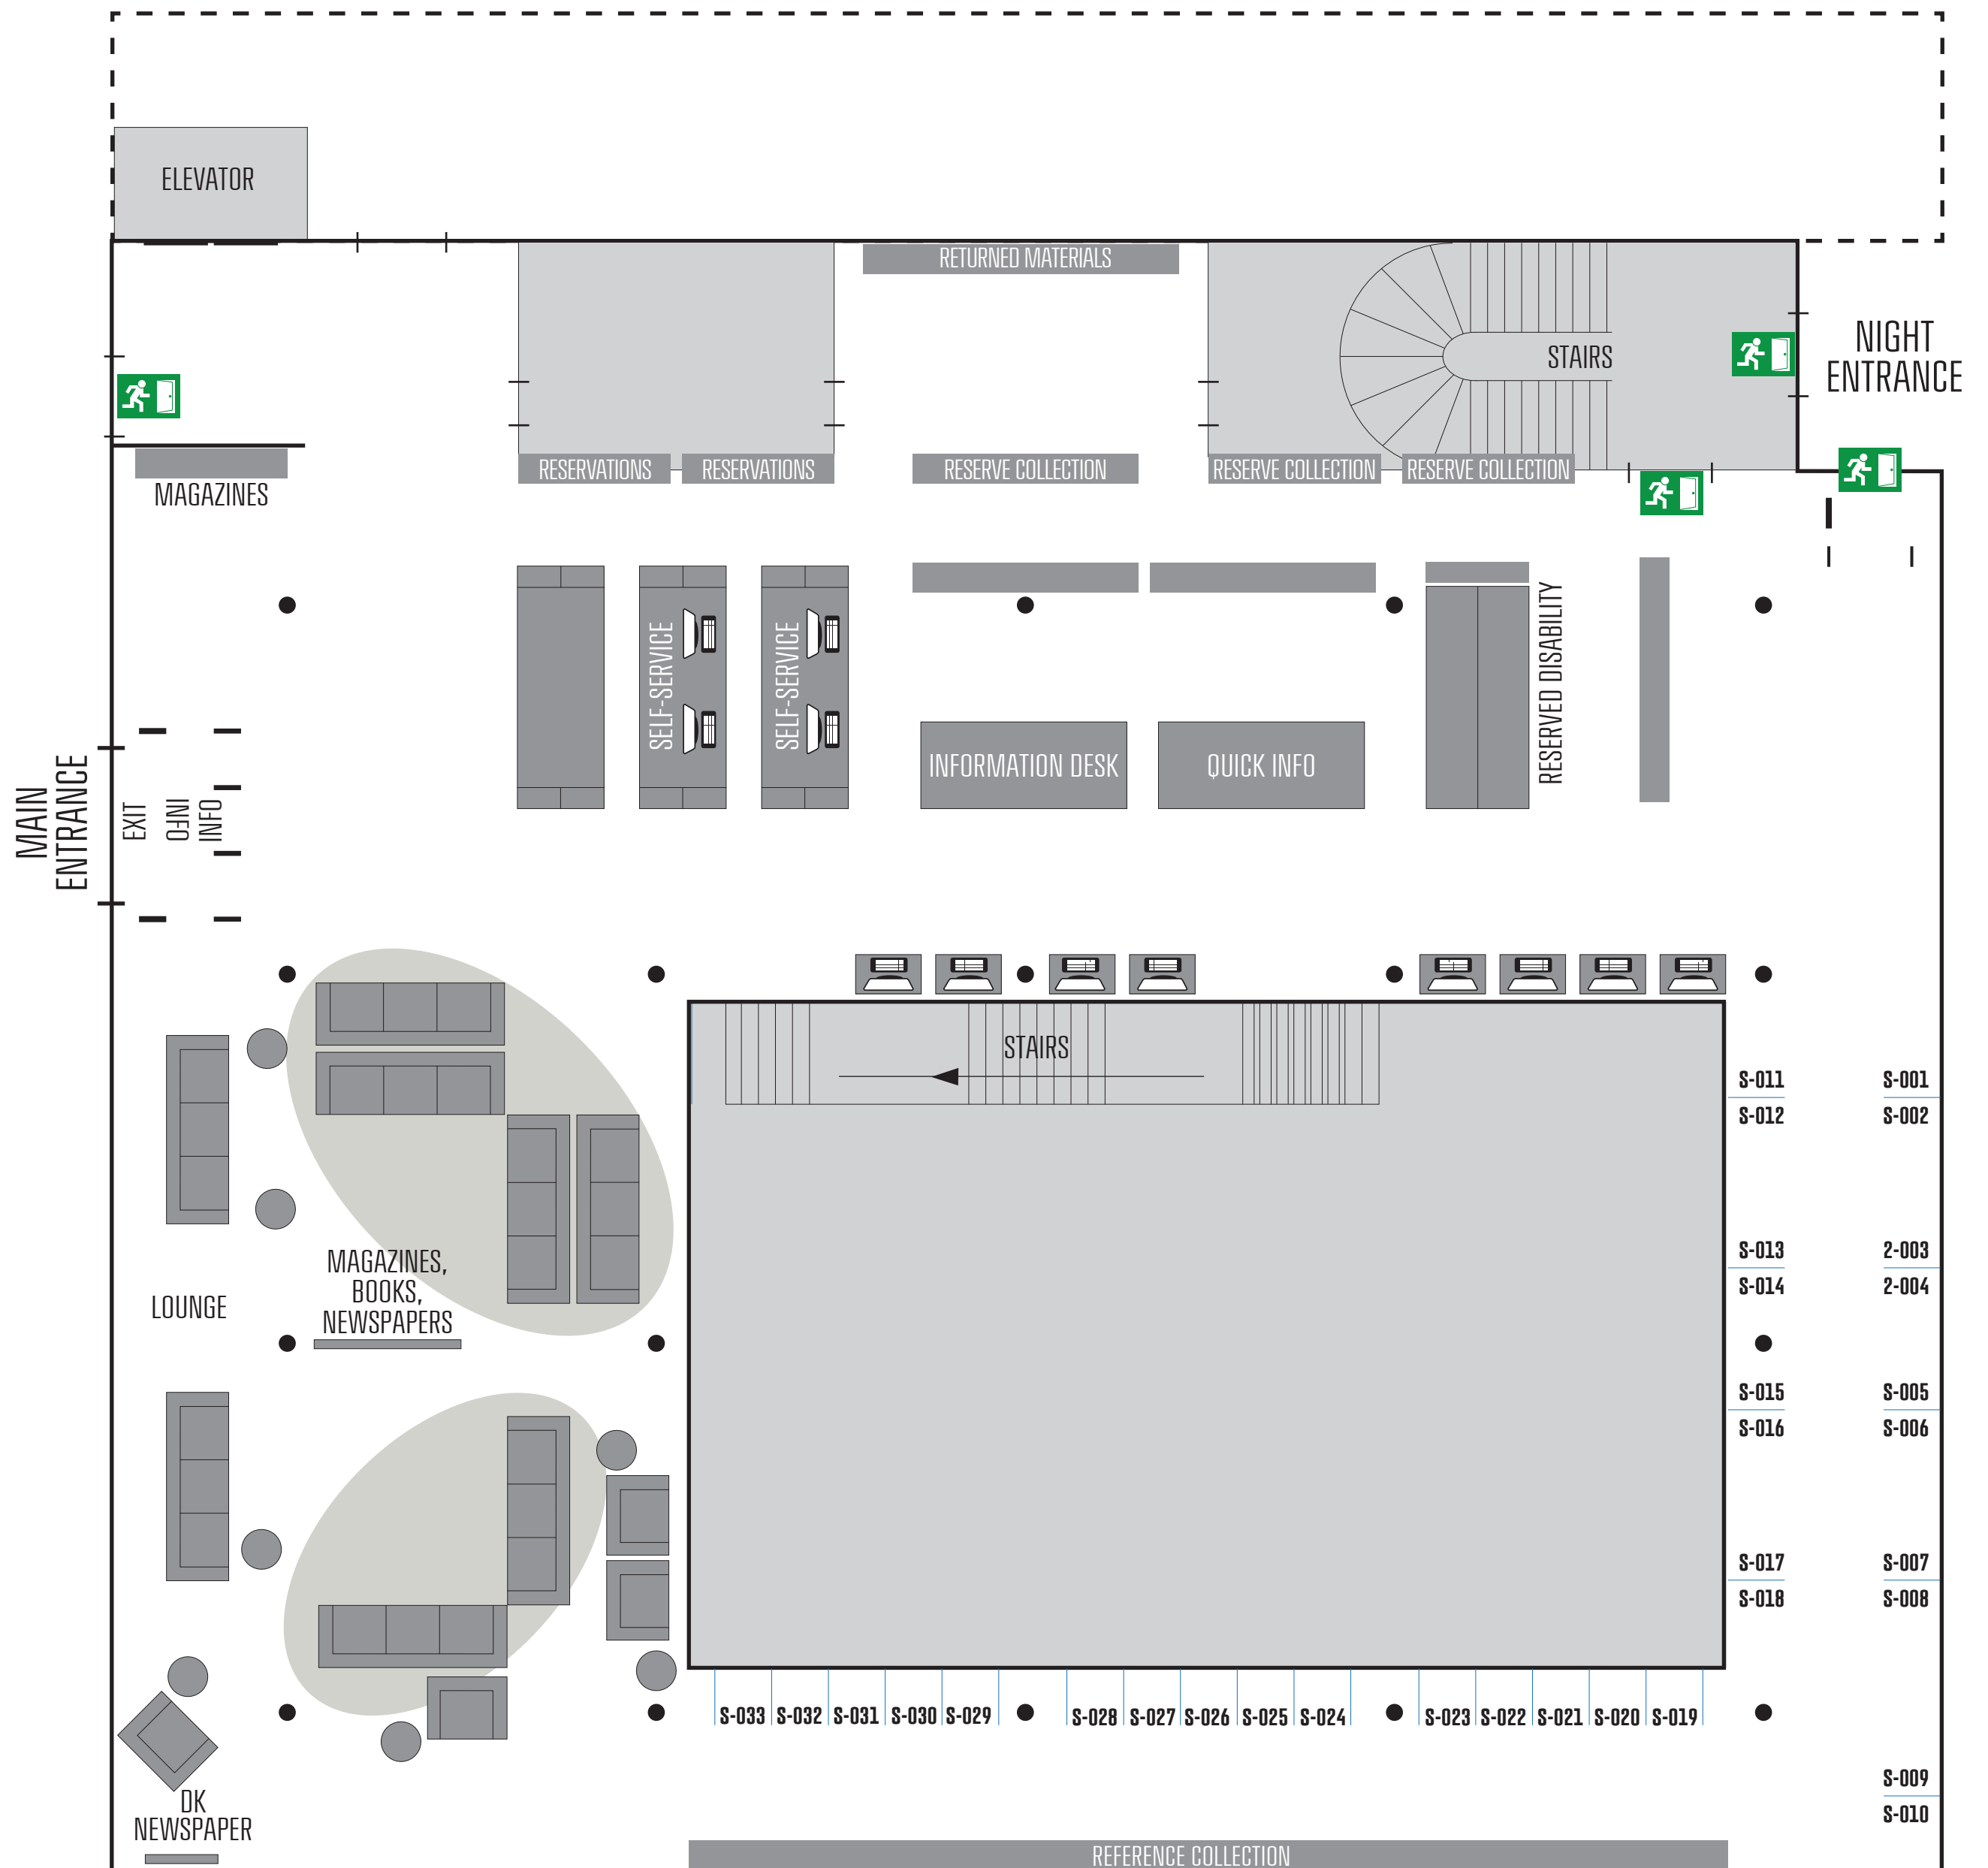 ELEVATOR
RETURNED MATERIALS
STAIRS
NIGHT
ENTRANCE
RESERVATIONS
RESERVATIONS
RESERVE COLLECTION
RESERVE COLLECTION
RESERVE COLLECTION
MAGAZINES
SELF-SERVICE
SELF-SERVICE
RESERVED DISABILITY
INFORMATION DESK
QUICK INFO
MAIN
ENTRANCE
EXIT
INFO
INFO
STAIRS
S-011
S-012
S-001
S-002
MAGAZINES,
BOOKS,
NEWSPAPERS
LOUNGE
S-013
S-014
2-003
2-004
S-015
S-016
S-005
S-006
S-017
S-018
S-007
S-008
S-033
S-032
S-031
S-030
S-029
S-028
S-027
S-026
S-025
S-024
S-023
S-022
S-021
S-020
S-019
S-009
S-010
DK
NEWSPAPER
REFERENCE COLLECTION